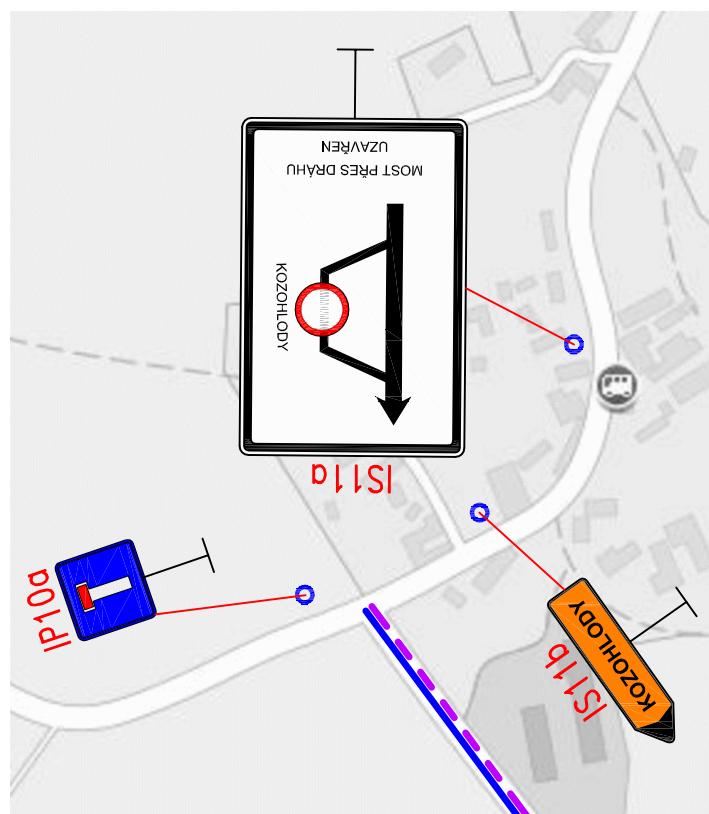 MOST PŘES DRÁHU
UZAVŘEN
KOZOHLODY
IS11a
IP10a
KOZOHLODY
IS11b